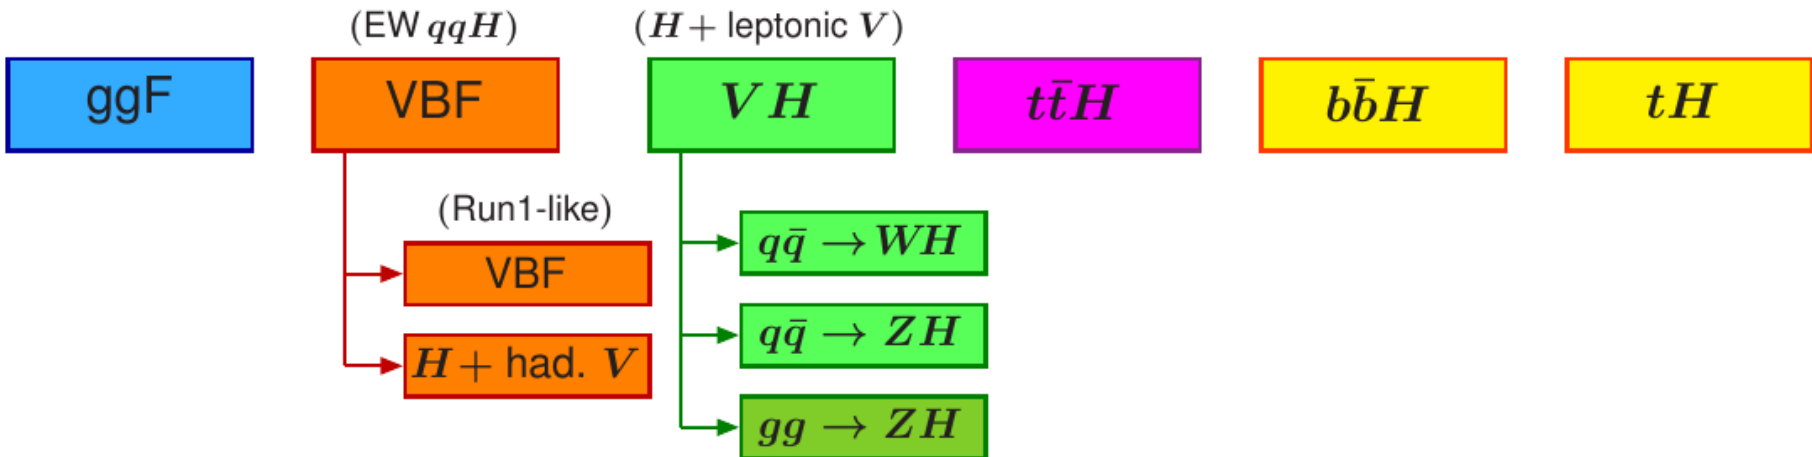 (EW qqH) (H + leptonic V)
ggF VBF VH tt̄H bb̄H tH
(Run1-like)
VBF
H + had. V
qq̄ → WH
qq̄ → ZH
gg → ZH